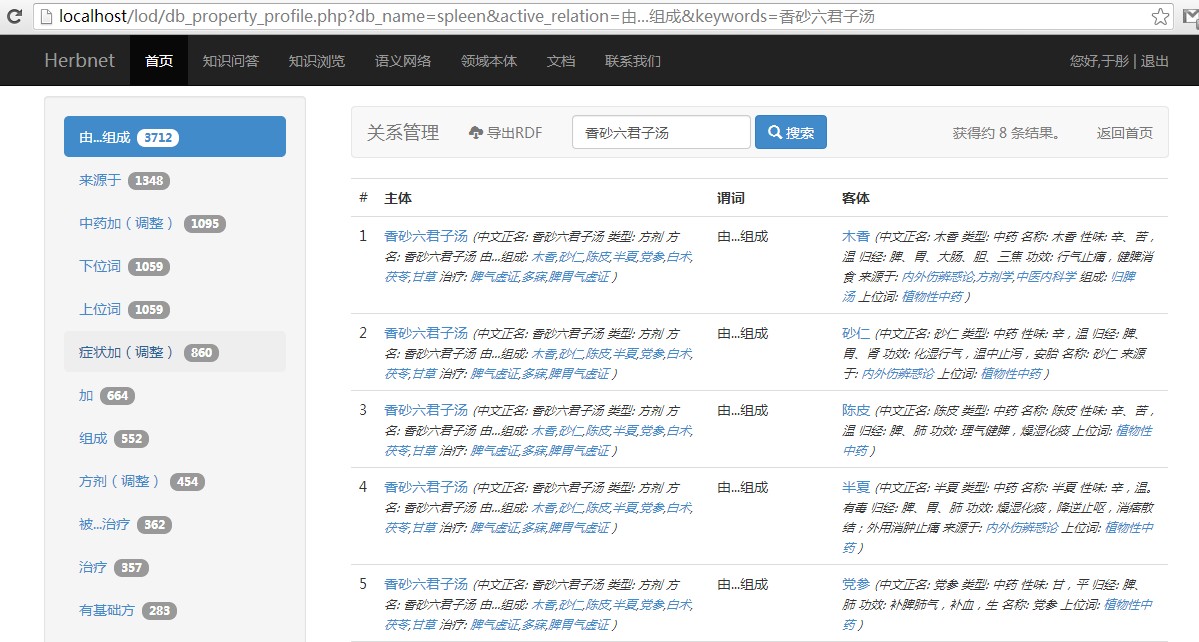 localhost/lod/db_property_profile.php?db_name=spleen&active_relation=由...组成&keywords=香砂六君子汤
Herbnet 首页 知识问答 知识浏览 语义网络 领域本体 文档 联系我们 您好,于彤 | 退出
由...组成 3712
来源于 1348
中药加（调整） 1095
下位词 1059
上位词 1059
症状加（调整） 860
加 664
组成 552
方剂（调整） 454
被...治疗 362
治疗 357
有基础方 283
关系管理 导出RDF 香砂六君子汤 搜索 获得约 8 条结果。 返回首页
# 主体 谓词 客体
1 香砂六君子汤 (中文正名: 香砂六君子汤 类型: 方剂 方
名: 香砂六君子汤 由...组成: 木香,砂仁,陈皮,半夏,党参,白术,
茯苓,甘草 治疗: 脾气虚证,多痰,脾胃气虚证 )
由...组成
木香 (中文正名: 木香 类型: 中药 名称: 木香 性味: 辛、苦，
温 归经: 脾、胃、大肠、胆、三焦 功效: 行气止痛，健脾消
食 来源于: 内外伤辨惑论,方剂学,中医内科学 组成: 归脾
汤 上位词: 植物性中药 )
2 香砂六君子汤 (中文正名: 香砂六君子汤 类型: 方剂 方
名: 香砂六君子汤 由...组成: 木香,砂仁,陈皮,半夏,党参,白术,
茯苓,甘草 治疗: 脾气虚证,多痰,脾胃气虚证 )
由...组成
砂仁 (中文正名: 砂仁 类型: 中药 性味: 辛，温 归经: 脾、
胃、肾 功效: 化湿行气，温中止泻，安胎 名称: 砂仁 来源
于: 内外伤辨惑论 上位词: 植物性中药 )
3 香砂六君子汤 (中文正名: 香砂六君子汤 类型: 方剂 方
名: 香砂六君子汤 由...组成: 木香,砂仁,陈皮,半夏,党参,白术,
茯苓,甘草 治疗: 脾气虚证,多痰,脾胃气虚证 )
由...组成
陈皮 (中文正名: 陈皮 类型: 中药 名称: 陈皮 性味: 辛、苦，
温 归经: 脾、肺 功效: 理气健脾，燥湿化痰 上位词: 植物性
中药 )
4 香砂六君子汤 (中文正名: 香砂六君子汤 类型: 方剂 方
名: 香砂六君子汤 由...组成: 木香,砂仁,陈皮,半夏,党参,白术,
茯苓,甘草 治疗: 脾气虚证,多痰,脾胃气虚证 )
由...组成
半夏 (中文正名: 半夏 类型: 中药 名称: 半夏 性味: 辛，温。
有毒 归经: 脾、胃、肺 功效: 燥湿化痰，降逆止呕，消痞散
结；外用消肿止痛 来源于: 内外伤辨惑论 上位词: 植物性中
药 )
5 香砂六君子汤 (中文正名: 香砂六君子汤 类型: 方剂 方
名: 香砂六君子汤 由...组成: 木香,砂仁,陈皮,半夏,党参,白术,
茯苓,甘草 治疗: 脾气虚证,多痰,脾胃气虚证 )
由...组成
党参 (中文正名: 党参 类型: 中药 性味: 甘，平 归经: 脾、
肺 功效: 补脾肺气，补血，生 名称: 党参 上位词: 植物性中
药 )